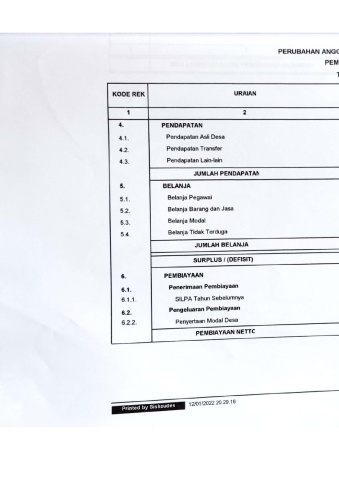 PERUBAHAN ANGG
PEM
T
KODE REK URAIAN
1 2
4. PENDAPATAN
4.1. Pendapatan Asli Desa
4.2. Pendapatan Transfer
4.3. Pendapatan Lain-lain
JUMLAH PENDAPATAN
5. BELANJA
5.1. Belanja Pegawai
5.2. Belanja Barang dan Jasa
5.3. Belanja Modal
5.4. Belanja Tidak Terduga
JUMLAH BELANJA
SURPLUS / (DEFISIT)
6. PEMBIAYAAN
6.1. Penerimaan Pembiayaan
6.1.1. SILPA Tahun Sebelumnya
6.2. Pengeluaran Pembiayaan
6.2.2. Penyertaan Modal Desa
PEMBIAYAAN NETTO
Printed by Siskeudes 12/01/2022 20.29.16